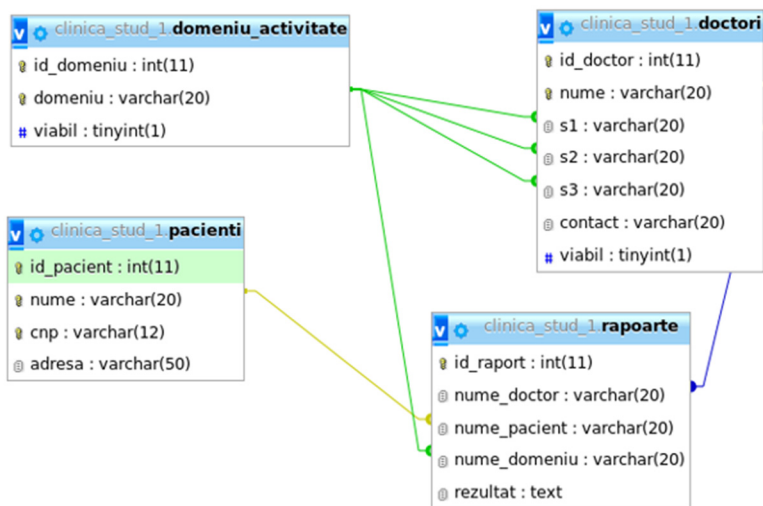 clinica_stud_1.domeniu_activitate
id_domeniu : int(11)
domeniu : varchar(20)
# viabil : tinyint(1)
clinica_stud_1.doctori
id_doctor : int(11)
nume : varchar(20)
s1 : varchar(20)
s2 : varchar(20)
s3 : varchar(20)
contact : varchar(20)
# viabil : tinyint(1)
clinica_stud_1.pacienti
id_pacient : int(11)
nume : varchar(20)
cnp : varchar(12)
adresa : varchar(50)
clinica_stud_1.rapoarte
id_raport : int(11)
nume_doctor : varchar(20)
nume_pacient : varchar(20)
nume_domeniu : varchar(20)
rezultat : text